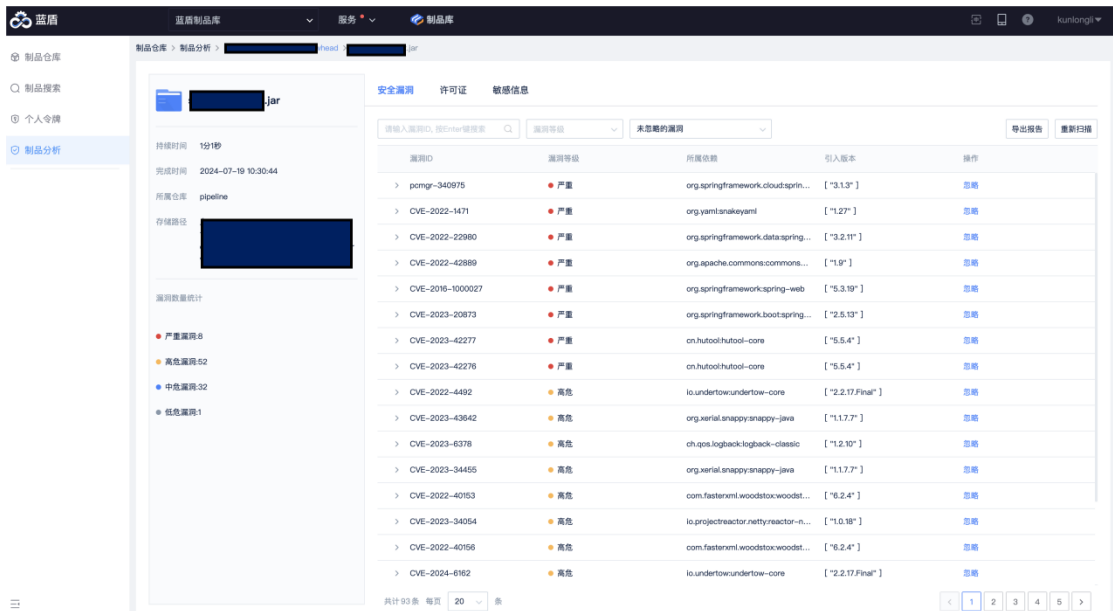 蓝盾
蓝盾制品库
服务
制品库
kunlongli
制品仓库
制品搜索
个人令牌
制品分析
制品仓库 > 制品分析 > ehead > .jar
.jar
持续时间 1分1秒
完成时间 2024-07-19 10:30:44
所属仓库 pipeline
存储路径
漏洞数量统计
严重漏洞:8
高危漏洞:52
中危漏洞:32
低危漏洞:1
安全漏洞 许可证 敏感信息
请输入漏洞ID, 按Enter键搜索 漏洞等级 未忽略的漏洞 导出报告 重新扫描
漏洞ID 漏洞等级 所属依赖 引入版本 操作
pcmgr-340975 严重 org.springframework.cloud:sprin... [ "3.1.3" ] 忽略
CVE-2022-1471 严重 org.yaml:snakeyaml [ "1.27" ] 忽略
CVE-2022-22980 严重 org.springframework.data:spring... [ "3.2.11" ] 忽略
CVE-2022-42889 严重 org.apache.commons:commons... [ "1.9" ] 忽略
CVE-2016-1000027 严重 org.springframework:spring-web [ "5.3.19" ] 忽略
CVE-2023-20873 严重 org.springframework.boot:spring... [ "2.5.13" ] 忽略
CVE-2023-42277 严重 cn.hutool:hutool-core [ "5.5.4" ] 忽略
CVE-2023-42276 严重 cn.hutool:hutool-core [ "5.5.4" ] 忽略
CVE-2022-4492 高危 io.undertow:undertow-core [ "2.2.17.Final" ] 忽略
CVE-2023-43642 高危 org.xerial.snappy:snappy-java [ "1.1.7.7" ] 忽略
CVE-2023-6378 高危 ch.qos.logback:logback-classic [ "1.2.10" ] 忽略
CVE-2023-34455 高危 org.xerial.snappy:snappy-java [ "1.1.7.7" ] 忽略
CVE-2022-40153 高危 com.fasterxml.woodstox:woodst... [ "6.2.4" ] 忽略
CVE-2023-34054 高危 io.projectreactor.netty:reactor-n... [ "1.0.18" ] 忽略
CVE-2022-40156 高危 com.fasterxml.woodstox:woodst... [ "6.2.4" ] 忽略
CVE-2024-6162 高危 io.undertow:undertow-core [ "2.2.17.Final" ] 忽略
共计93条 每页 20 条 1 2 3 4 5